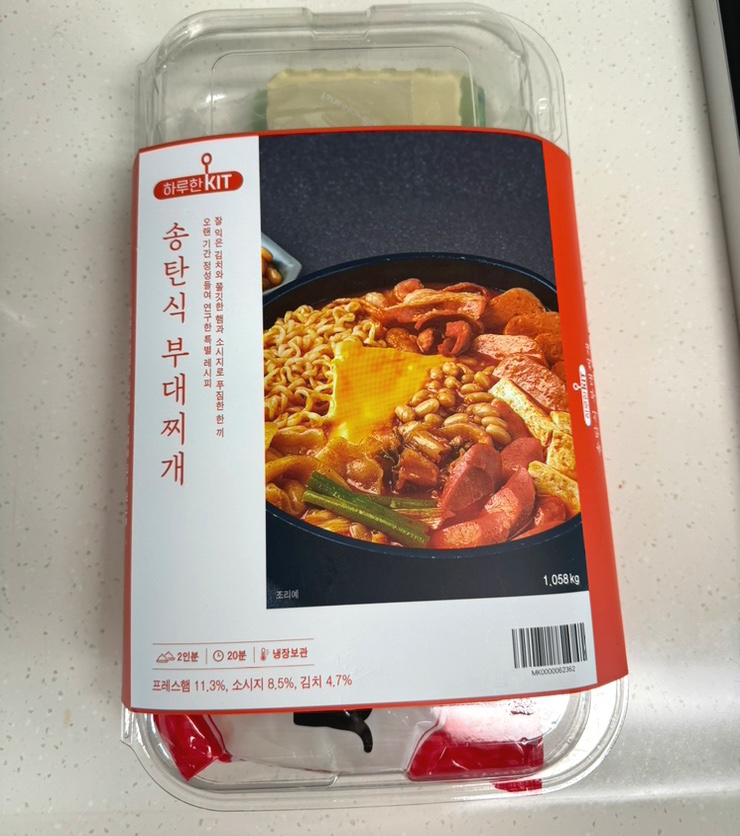 하루한KIT
송탄식 부대찌개
잘 익은 김치와 쫄깃한 햄과 소시지로 푸짐한 한 끼
오랜 기간 정성들여 연구한 특별 레시피
1.058kg
조리예
2인분
20분
냉장보관
MK0000062362
프레스햄 11.3%, 소시지 8.5%, 김치 4.7%